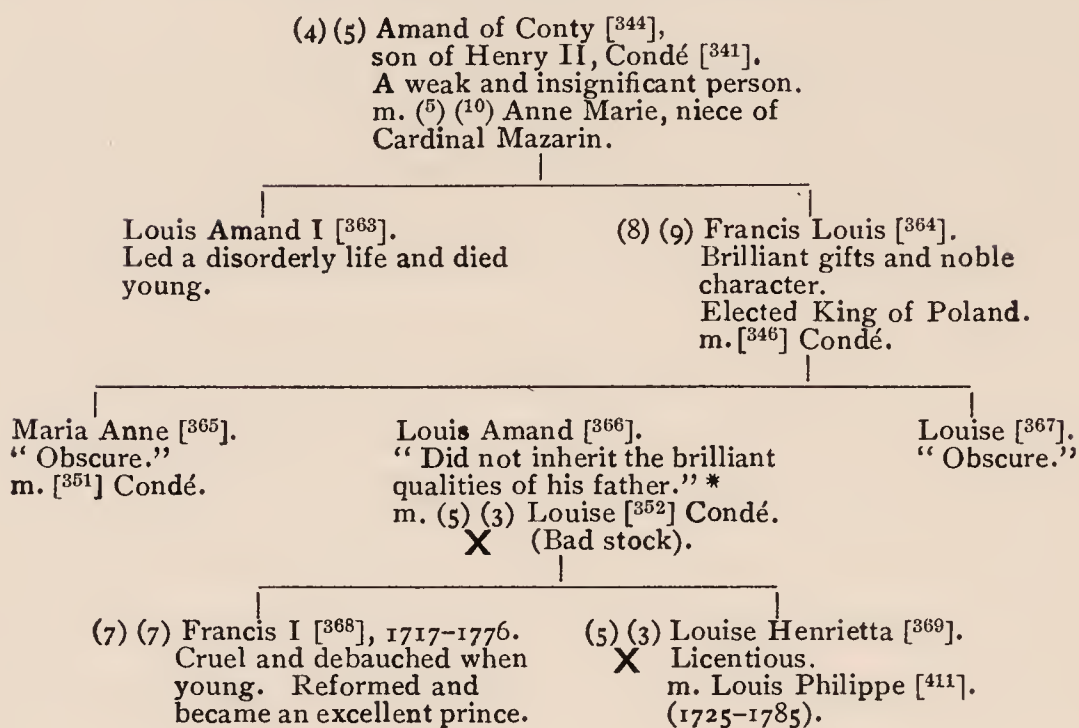 (4) (5) Amand of Conty [344],
son of Henry II, Condé [341].
A weak and insignificant person.
m. (5) (10) Anne Marie, niece of
Cardinal Mazarin.
Louis Amand I [363].
Led a disorderly life and died
young.
(8) (9) Francis Louis [364].
Brilliant gifts and noble
character.
Elected King of Poland.
m. [346] Condé.
Maria Anne [365].
“ Obscure.”
m. [351] Condé.
Louis Amand [366].
“ Did not inherit the brilliant
qualities of his father.” *
m. (5) (3) Louise [352] Condé.
X (Bad stock).
Louise [367].
“ Obscure.”
(7) (7) Francis I [368], 1717-1776.
Cruel and debauched when
young. Reformed and
became an excellent prince.
(5) (3) Louise Henrietta [369].
X Licentious.
m. Louis Philippe [411].
(1725-1785).